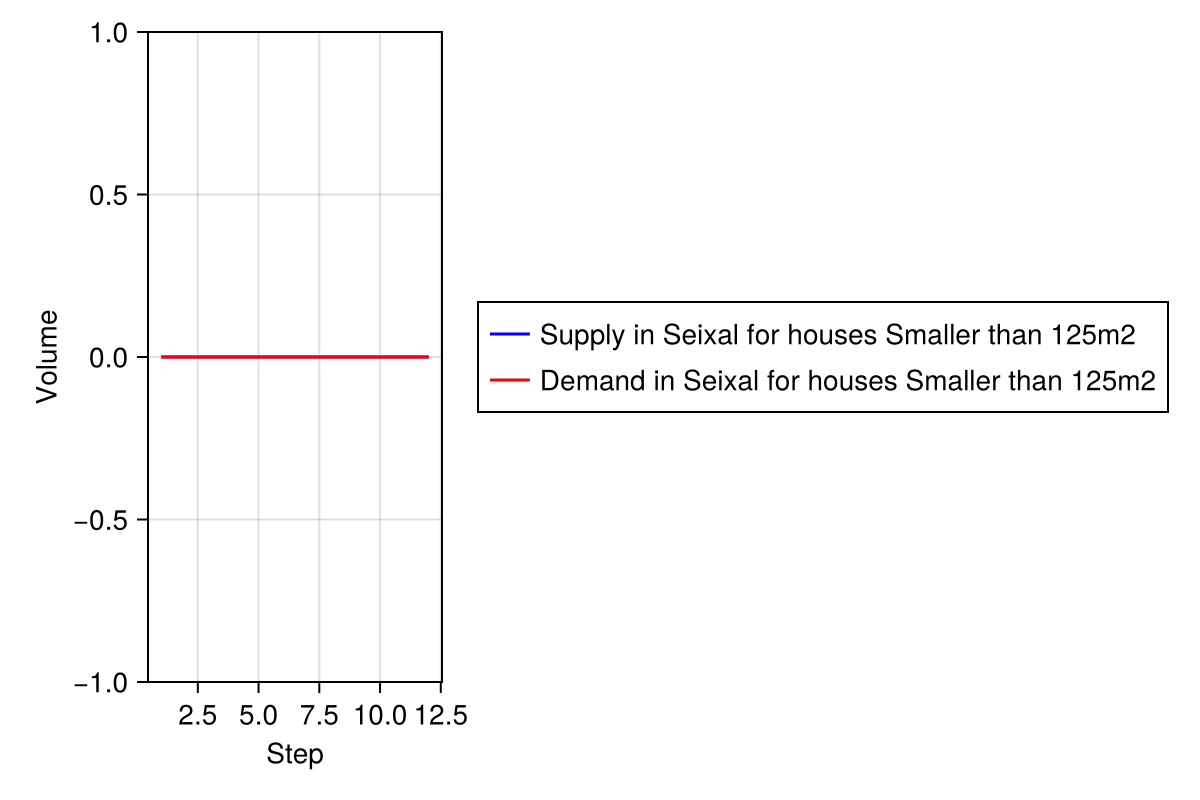 1.0
0.5
0.0
−0.5
−1.0
Volume
2.5 5.0 7.5 10.0 12.5
Step
Supply in Seixal for houses Smaller than 125m2
Demand in Seixal for houses Smaller than 125m2